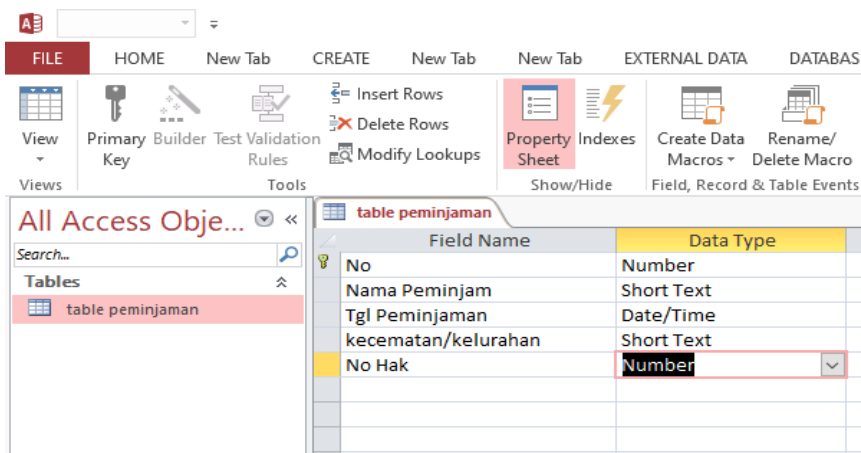 FILE HOME New Tab CREATE New Tab New Tab EXTERNAL DATA DATABAS
View
Primary Key
Builder
Test Validation Rules
Insert Rows
Delete Rows
Modify Lookups
Property Sheet
Indexes
Create Data Macros
Rename/ Delete Macro
Views Tools Show/Hide Field, Record & Table Events
All Access Obje...
Search...
Tables
table peminjaman
table peminjaman
Field Name Data Type
No Number
Nama Peminjam Short Text
Tgl Peminjaman Date/Time
kecematan/kelurahan Short Text
No Hak Number